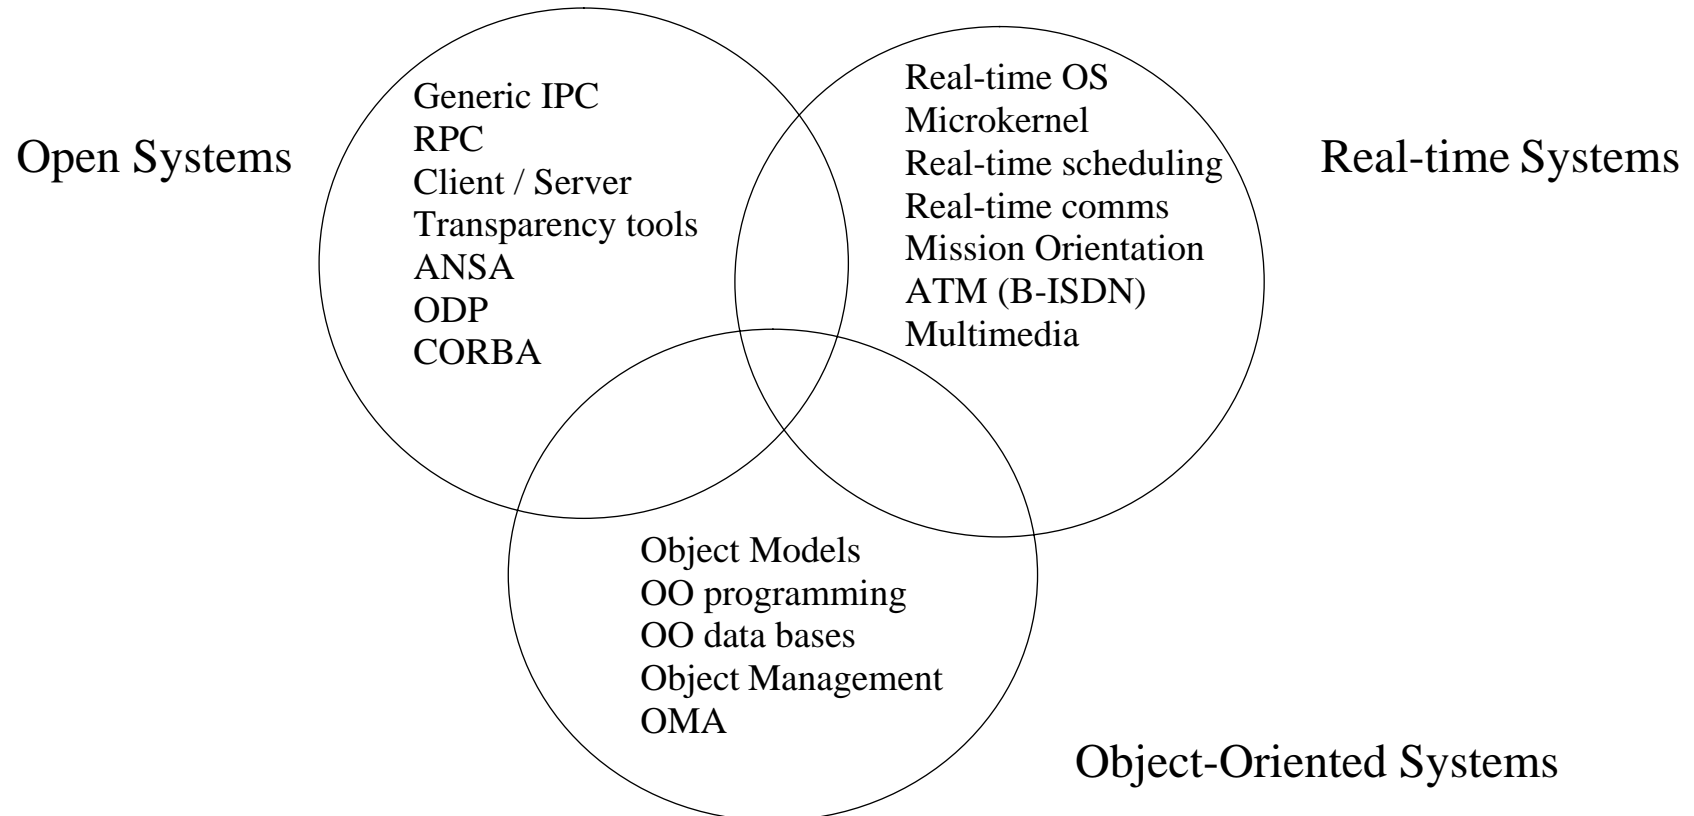 Open Systems
Generic IPC
RPC
Client / Server
Transparency tools
ANSA
ODP
CORBA
Real-time OS
Microkernel
Real-time scheduling
Real-time comms
Mission Orientation
ATM (B-ISDN)
Multimedia
Real-time Systems
Object Models
OO programming
OO data bases
Object Management
OMA
Object-Oriented Systems